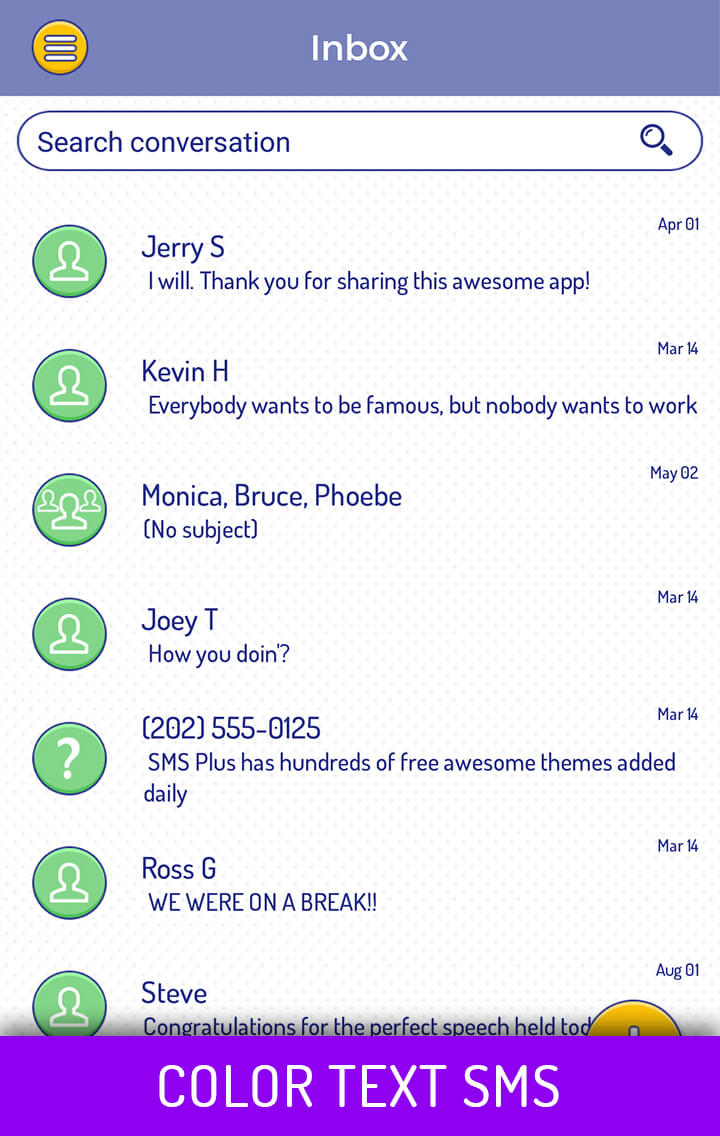 Inbox
Search conversation
Apr 01
Jerry S
I will. Thank you for sharing this awesome app!
Mar 14
Kevin H
Everybody wants to be famous, but nobody wants to work
May 02
Monica, Bruce, Phoebe
(No subject)
Mar 14
Joey T
How you doin'?
Mar 14
(202) 555-0125
SMS Plus has hundreds of free awesome themes added
daily
Mar 14
Ross G
WE WERE ON A BREAK!!
Aug 01
Steve
Congratulations for the perfect speech held
COLOR TEXT SMS